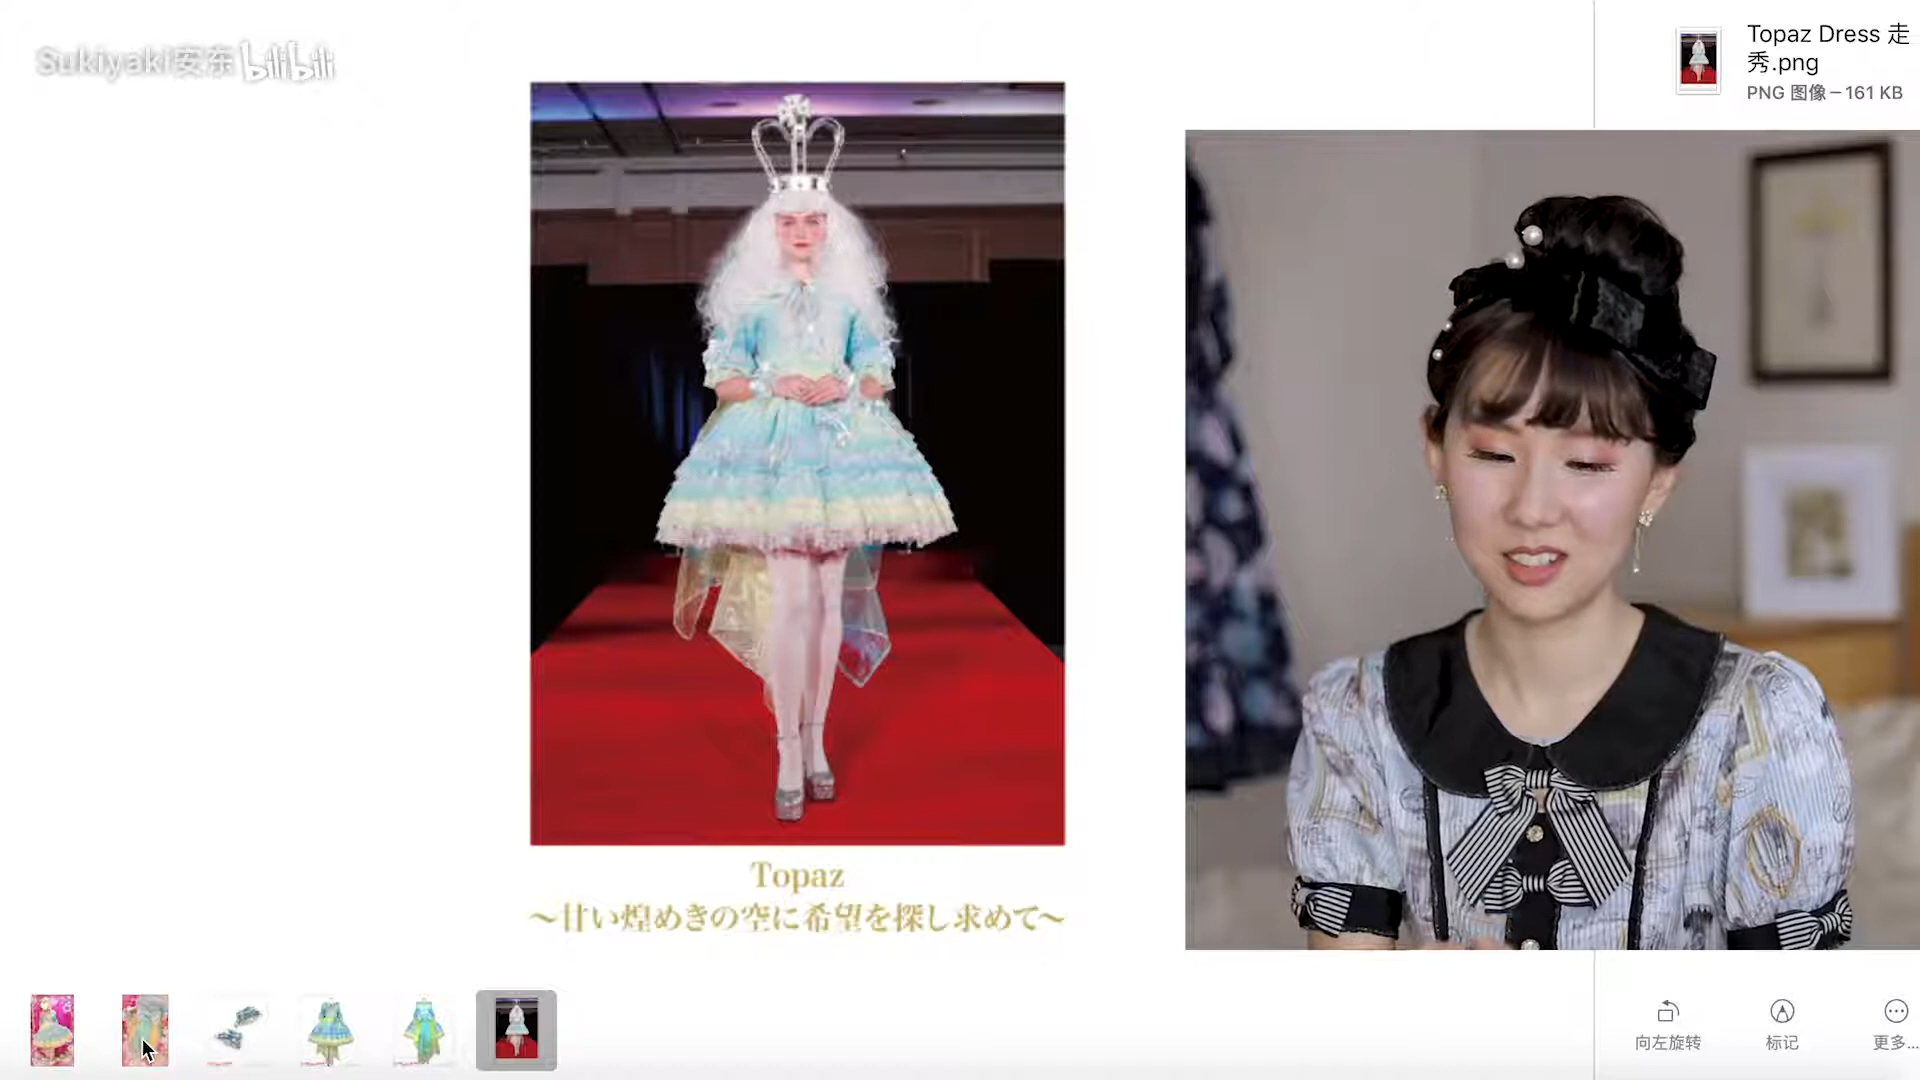 Sukiyaki安东 bilibili
Topaz Dress 走
秀.png
PNG 图像 – 161 KB
Topaz
～甘い煌めきの空に希望を探し求めて～
向左旋转
标记
更多...